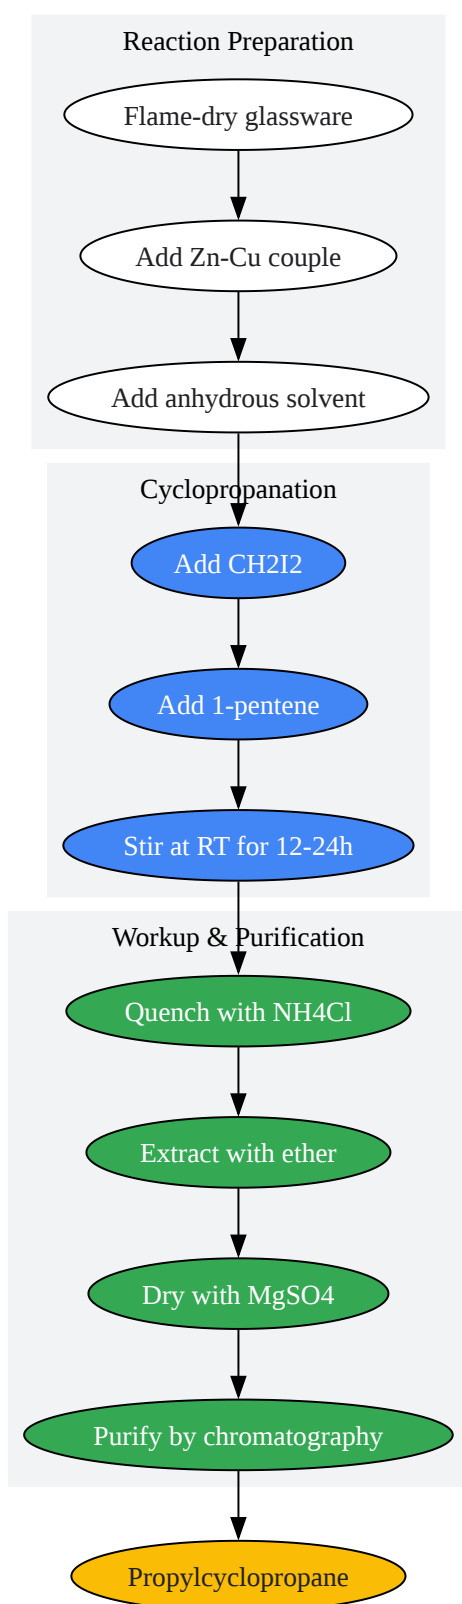 Reaction Preparation
Flame-dry glassware
Add Zn-Cu couple
Add anhydrous solvent
Cyclopropanation
Add CH2I2
Add 1-pentene
Stir at RT for 12-24h
Workup & Purification
Quench with NH4Cl
Extract with ether
Dry with MgSO4
Purify by chromatography
Propylcyclopropane